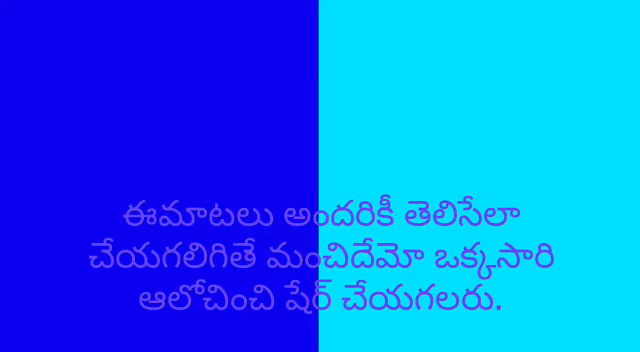 ఈమాటలు అందరికీ తెలిసేలా
చేయగలిగితే మంచిదేమో ఒక్కసారి
ఆలోచించి షేర్ చేయగలరు.